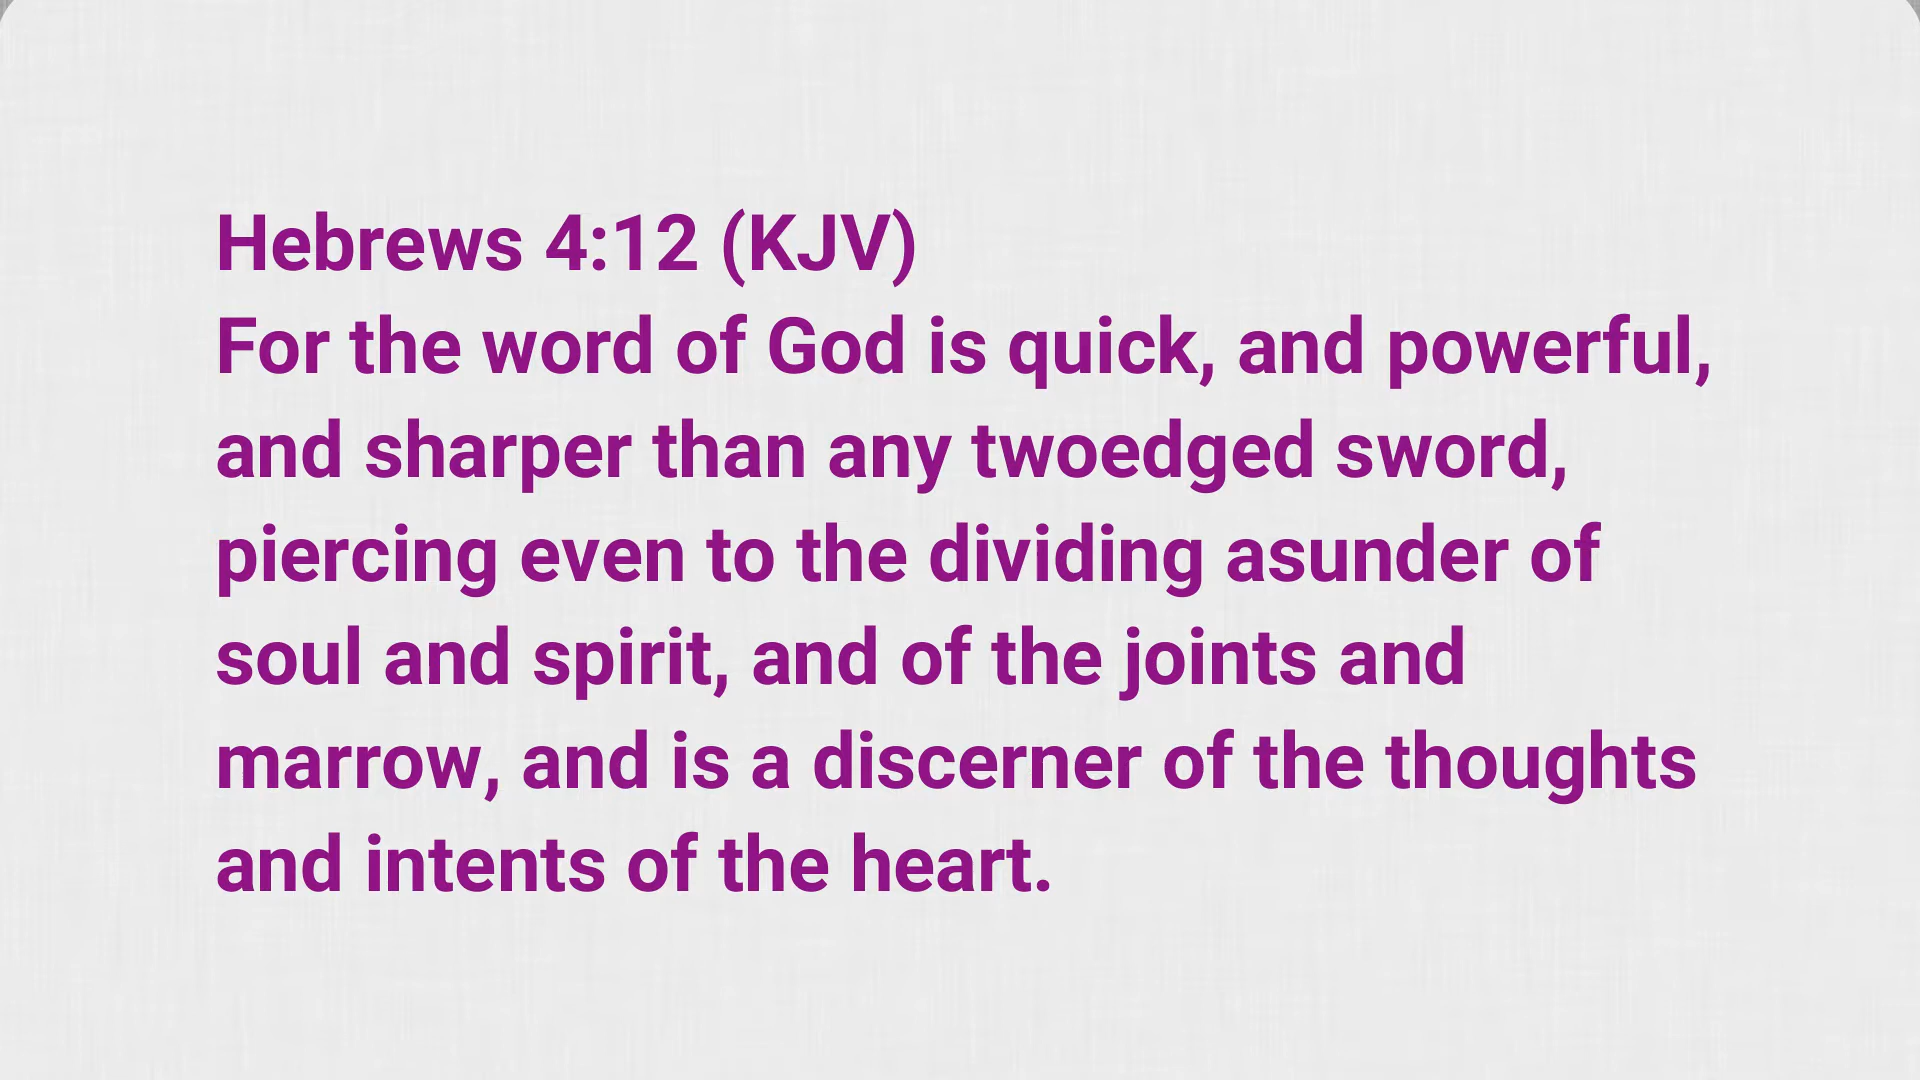 Hebrews 4:12 (KJV)
For the word of God is quick, and powerful,
and sharper than any twoedged sword,
piercing even to the dividing asunder of
soul and spirit, and of the joints and
marrow, and is a discerner of the thoughts
and intents of the heart.